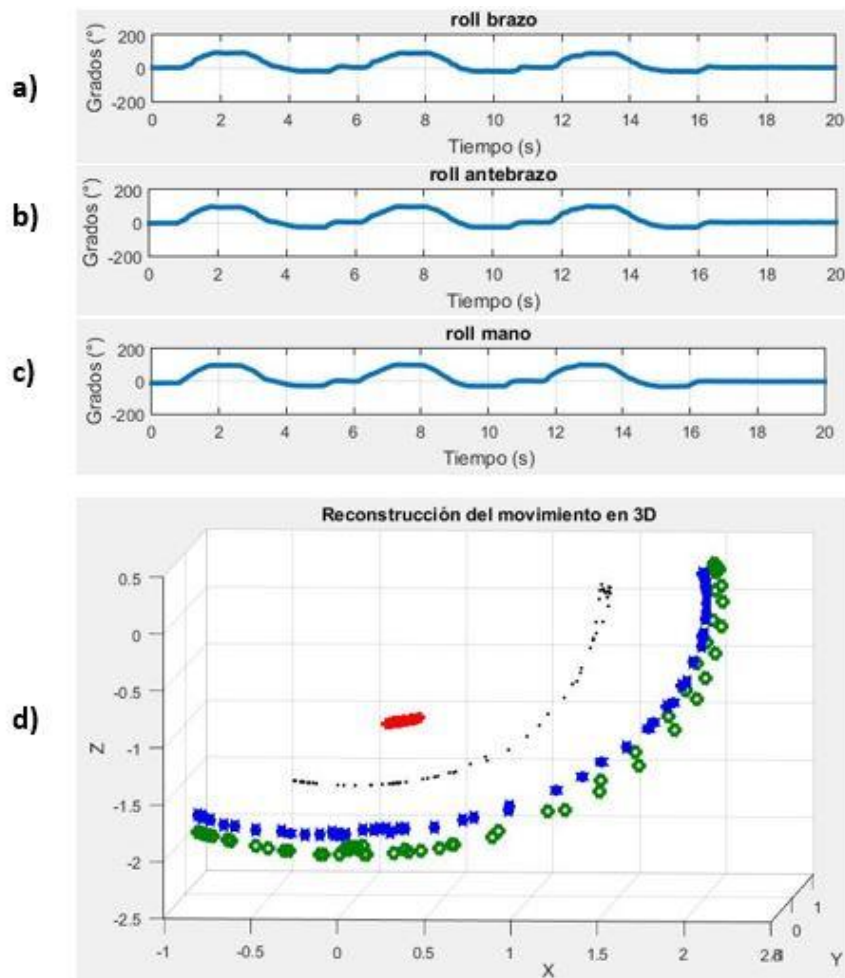 roll brazo
a)
Grados (°)
200
0
-200
0 2 4 6 8 10 12 14 16 18 20
Tiempo (s)
roll antebrazo
b)
Grados (°)
200
0
-200
0 2 4 6 8 10 12 14 16 18 20
Tiempo (s)
roll mano
c)
Grados (°)
200
0
-200
0 2 4 6 8 10 12 14 16 18 20
Tiempo (s)
Reconstrucción del movimiento en 3D
d)
Z
0.5
0
-0.5
-1
-1.5
-2
-2.5
-1 -0.5 0 0.5 1 1.5 2
X
0
1
Y